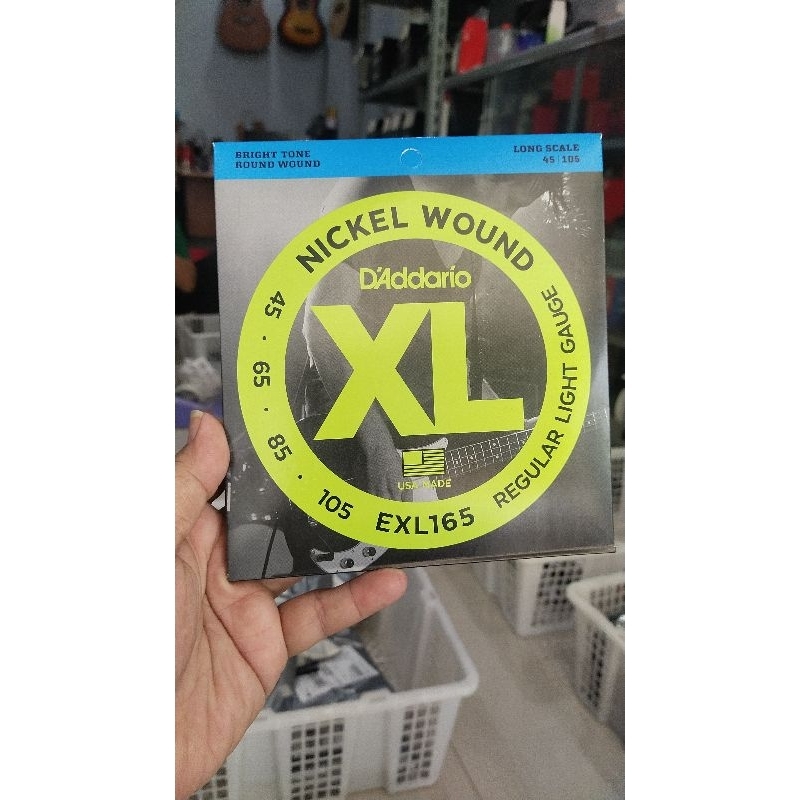 BRIGHT TONE
ROUND WOUND
LONG SCALE
45 | 105
NICKEL WOUND
D'Addario
XL
USA MADE
45 · 65 · 85 · 105
EXL165
REGULAR LIGHT GAUGE